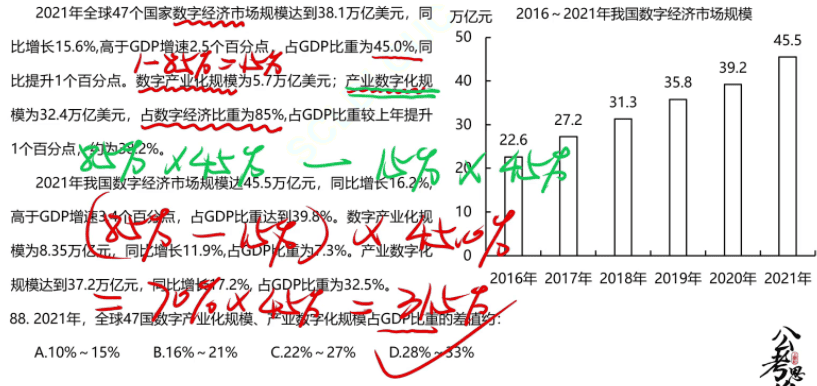 2021年全球47个国家数字经济市场规模达到38.1万亿美元，同
比增长15.6%,高于GDP增速2.5个百分点，占GDP比重为45.0%,同
比提升1个百分点。数字产业化规模为5.7万亿美元；产业数字化规
1-85%=15%
模为32.4万亿美元，占数字经济比重为85%,占GDP比重较上年提升
1个百分点，约为38.2%。
85%×45%-15%×45%
2021年我国数字经济市场规模达45.5万亿元，同比增长16.2%,
高于GDP增速3.4个百分点，占GDP比重达到39.8%。数字产业化规
(85%-15%)×45.0%
模为8.35万亿元，同比增长11.9%,占GDP比重为7.3%。产业数字化
规模达到37.2万亿元，同比增长17.2%，占GDP比重为32.5%。
=70%×45%=31.5%
88. 2021年，全球47国数字产业化规模、产业数字化规模占GDP比重的差值约：
A.10%～15% B.16%～21% C.22%～27% D.28%～33%
万亿元 2016～2021年我国数字经济市场规模
50
40
30
20
10
0
22.6 27.2 31.3 35.8 39.2 45.5
2016年 2017年 2018年 2019年 2020年 2021年
公考思